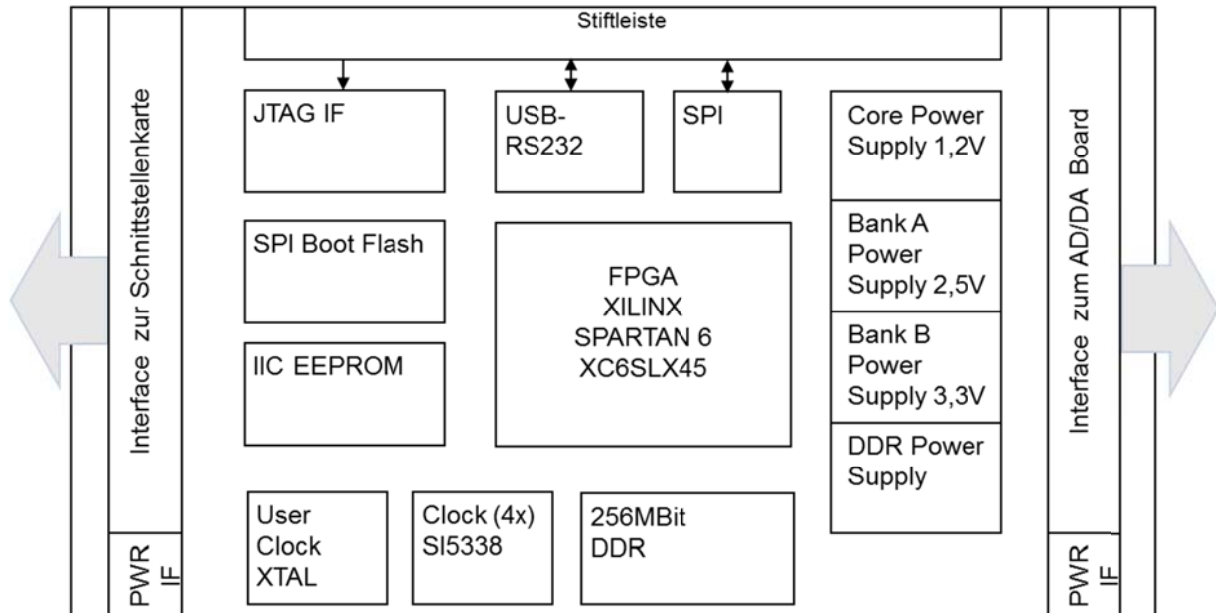 Stiftleiste
Interface zur Schnittstellenkarte
PWR
IF
JTAG IF
USB-
RS232
SPI
SPI Boot Flash
IIC EEPROM
FPGA
XILINX
SPARTAN 6
XC6SLX45
User
Clock
XTAL
Clock (4x)
SI5338
256MBit
DDR
Core Power
Supply 1,2V
Bank A
Power
Supply 2,5V
Bank B
Power
Supply 3,3V
DDR Power
Supply
Interface zum AD/DA Board
PWR
IF